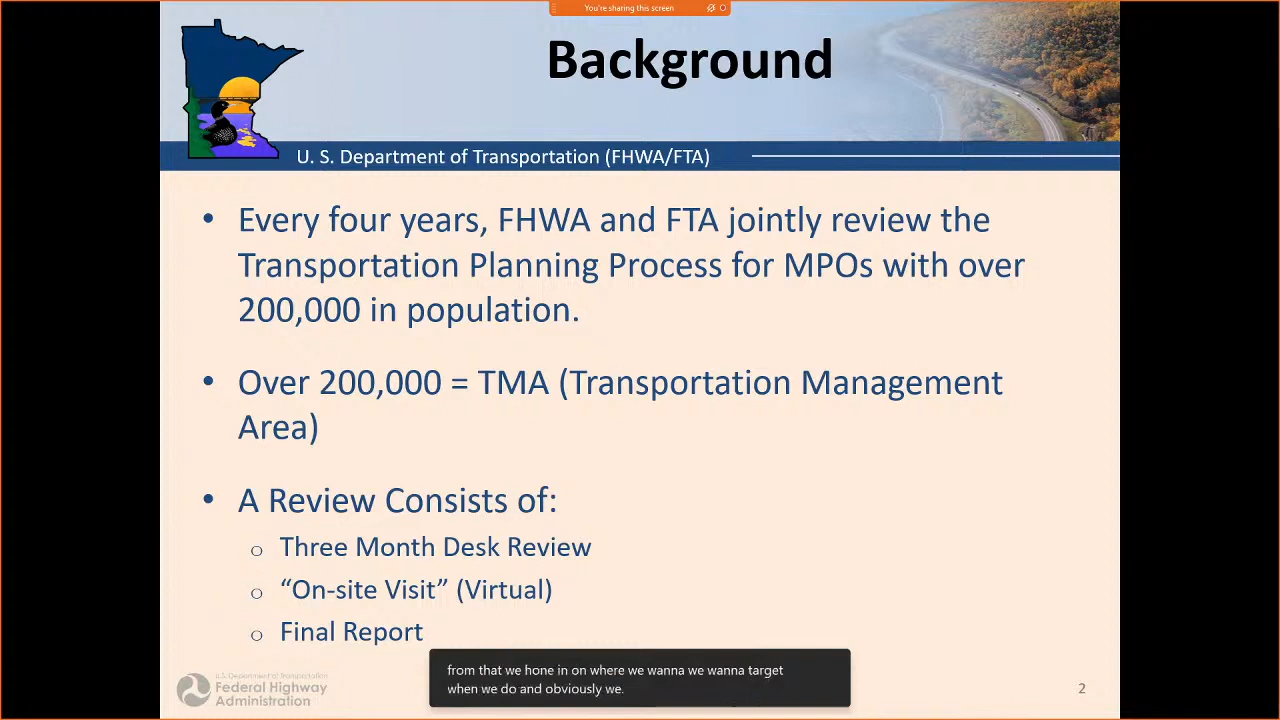 You're sharing this screen
Background
U. S. Department of Transportation (FHWA/FTA)
• Every four years, FHWA and FTA jointly review the
Transportation Planning Process for MPOs with over
200,000 in population.
• Over 200,000 = TMA (Transportation Management
Area)
• A Review Consists of:
o Three Month Desk Review
o “On-site Visit” (Virtual)
o Final Report
from that we hone in on where we wanna we wanna target
when we do and obviously we.
U.S. Department of Transportation
Federal Highway
Administration
2